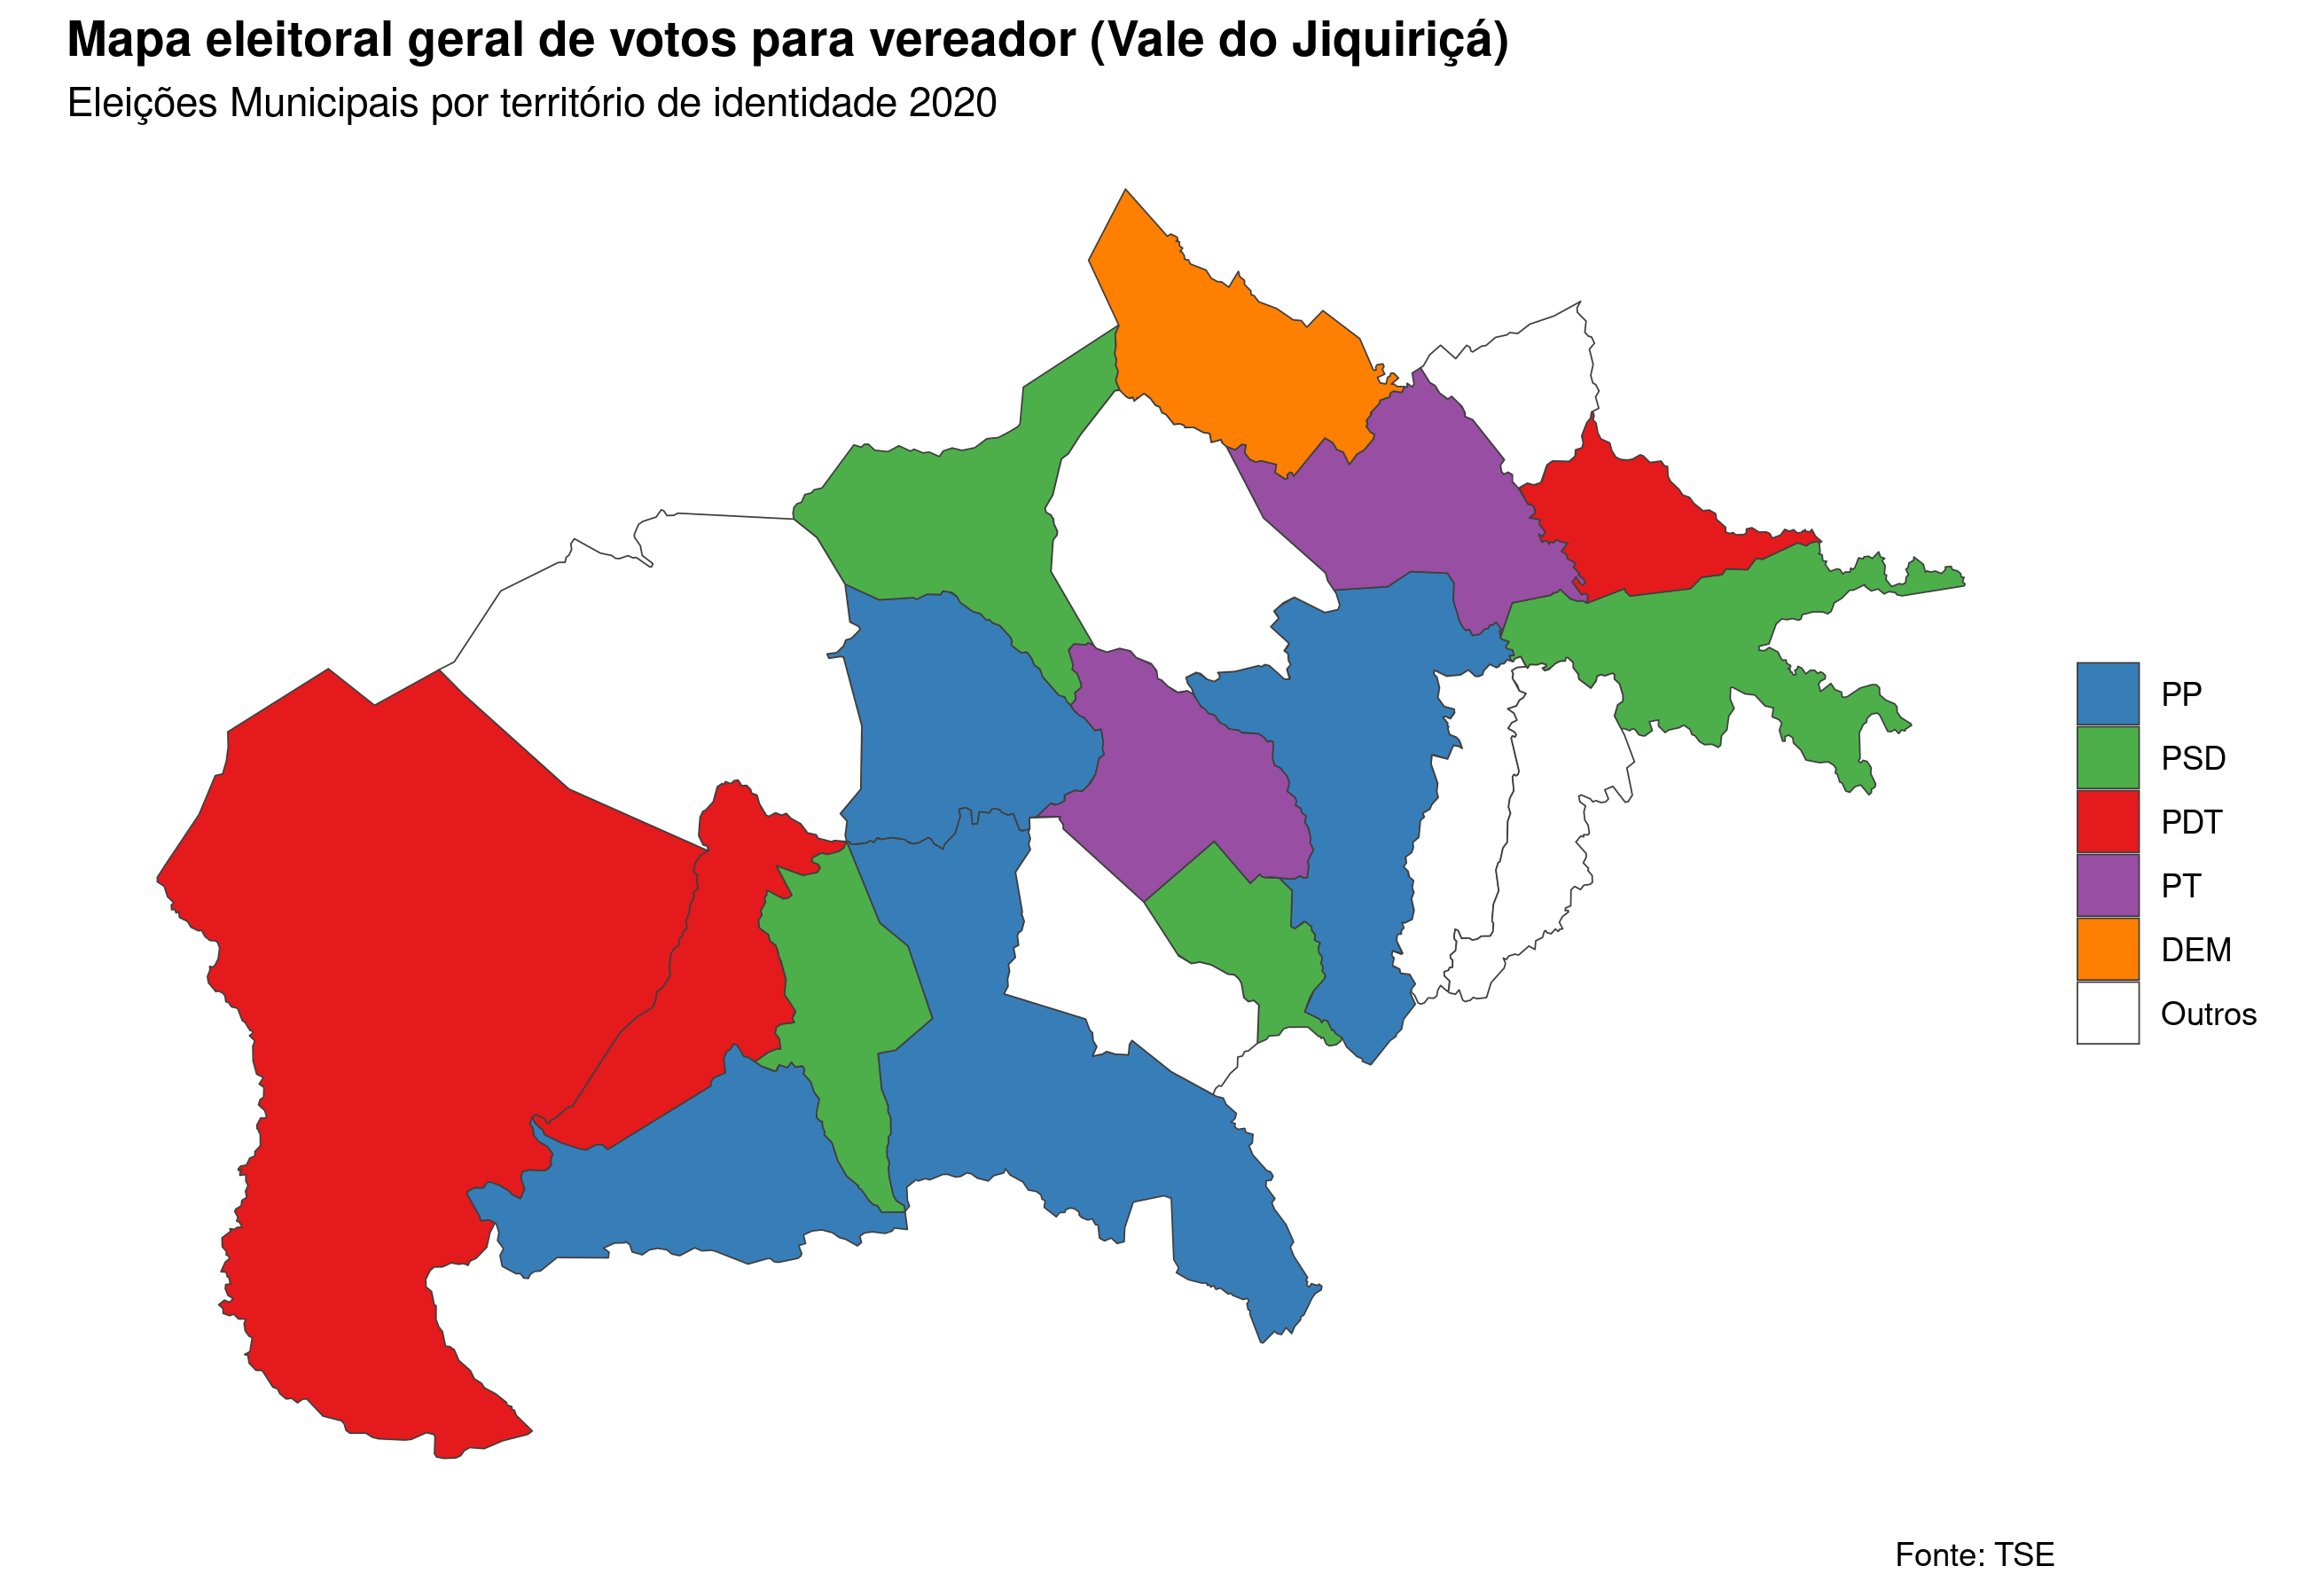 Mapa eleitoral geral de votos para vereador (Vale do Jiquiriçá)
Eleições Municipais por território de identidade 2020
PP
PSD
PDT
PT
DEM
Outros
Fonte: TSE